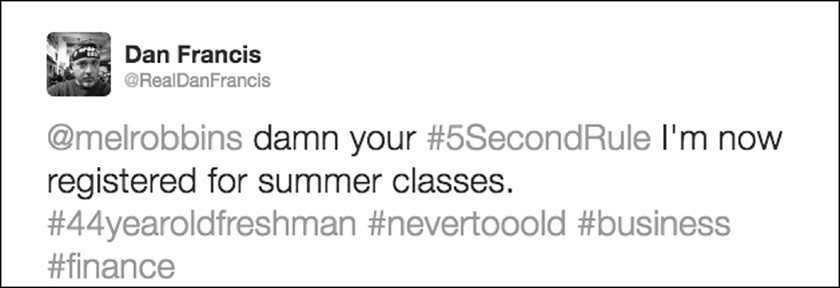 Dan Francis
@RealDanFrancis
@melrobbins damn your #5SecondRule I'm now
registered for summer classes.
#44yearoldfreshman #nevertooold #business
#finance